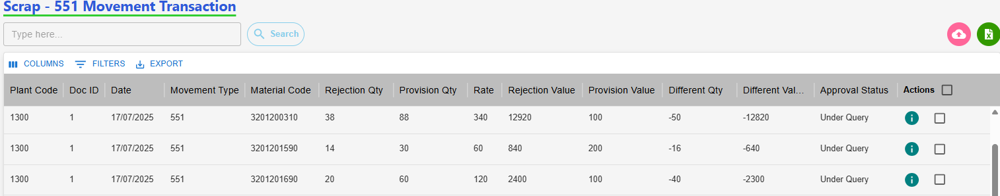 Scrap - 551 Movement Transaction
Type here... Search
COLUMNS FILTERS EXPORT
Plant Code Doc ID Date Movement Type Material Code Rejection Qty Provision Qty Rate Rejection Value Provision Value Different Qty Different Val... Approval Status Actions
1300 1 17/07/2025 551 3201200310 38 88 340 12920 100 -50 -12820 Under Query
1300 1 17/07/2025 551 3201201590 14 30 60 840 200 -16 -640 Under Query
1300 1 17/07/2025 551 3201201690 20 60 120 2400 100 -40 -2300 Under Query